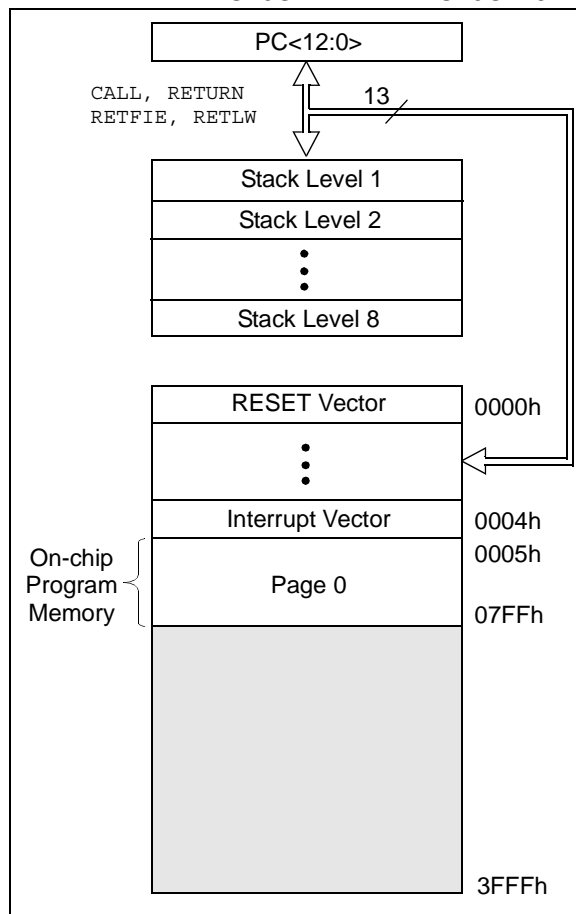 PC<12:0>
CALL, RETURN
RETFIE, RETLW
13
Stack Level 1
Stack Level 2
Stack Level 8
RESET Vector
0000h
Interrupt Vector
0004h
0005h
On-chip
Program
Memory
Page 0
07FFh
3FFFh